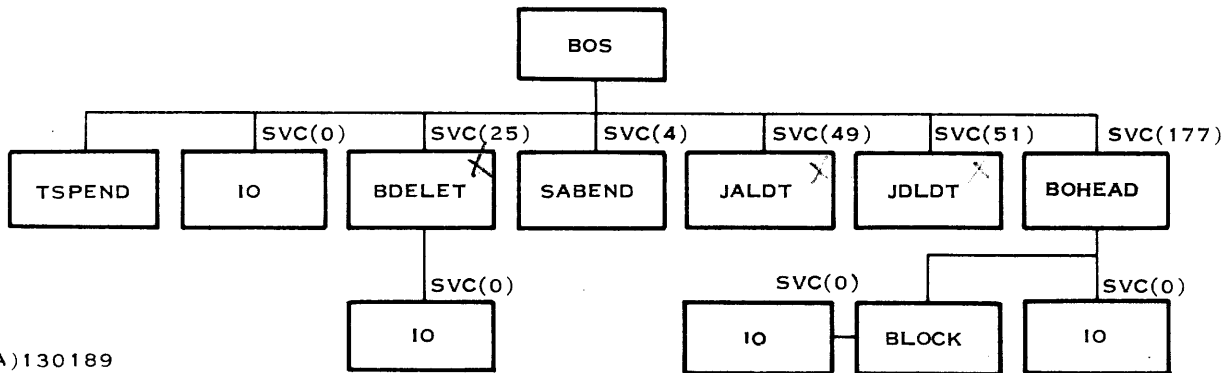 BOS
SVC(0) SVC(25) SVC(4) SVC(49) SVC(51) SVC(177)
TSPEND IO BDELET SABEND JALDT JDLDT BOHEAD
SVC(0) SVC(0) SVC(0)
IO IO BLOCK IO
A)130189